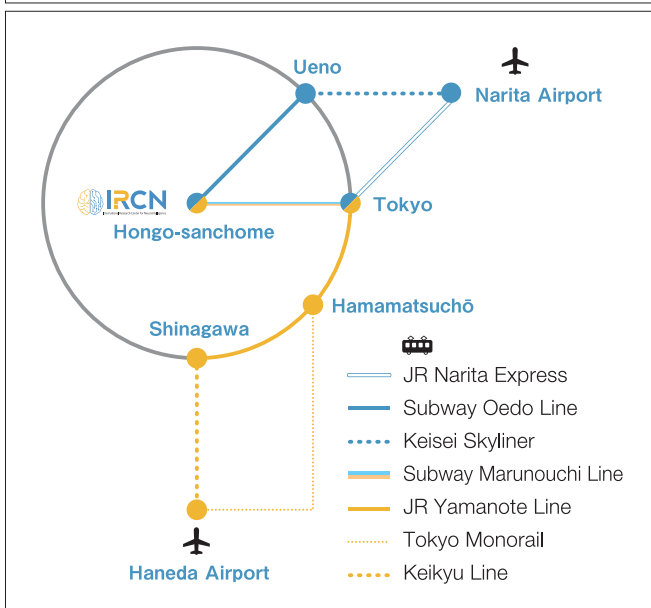 Ueno
Narita Airport
IRCN
Tokyo
Hongo-sanchome
Hamamatsuchō
Shinagawa
JR Narita Express
Subway Oedo Line
Keisei Skyliner
Subway Marunouchi Line
JR Yamanote Line
Tokyo Monorail
Keikyu Line
Haneda Airport